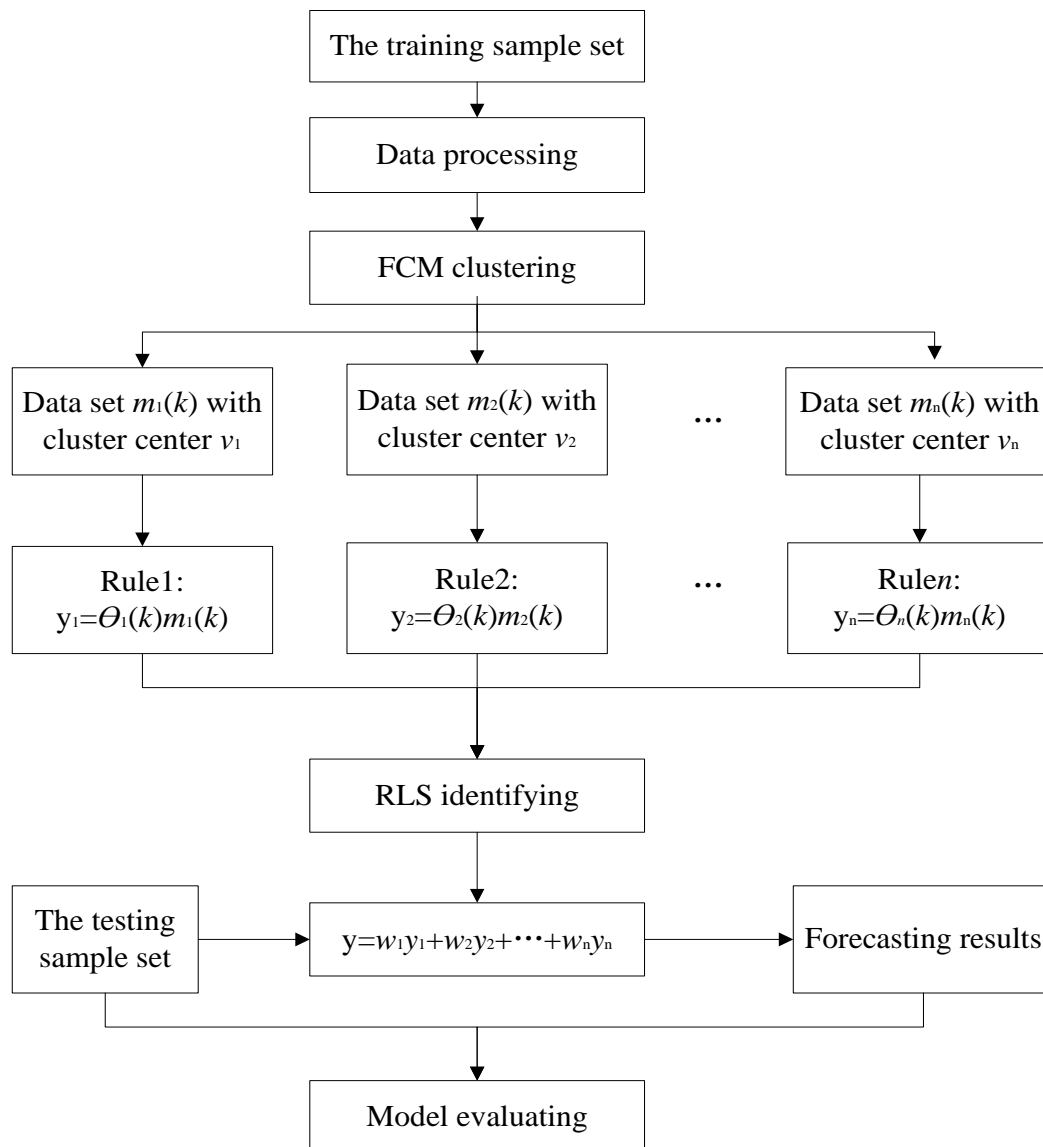 The training sample set
Data processing
FCM clustering
Data set m₁(k) with
cluster center v₁
Data set m₂(k) with
cluster center v₂
...
Data set mₙ(k) with
cluster center vₙ
Rule1:
y₁=Θ₁(k)m₁(k)
Rule2:
y₂=Θ₂(k)m₂(k)
...
Rulen:
yₙ=Θₙ(k)mₙ(k)
RLS identifying
The testing
sample set
y=w₁y₁+w₂y₂+···+wₙyₙ
Forecasting results
Model evaluating